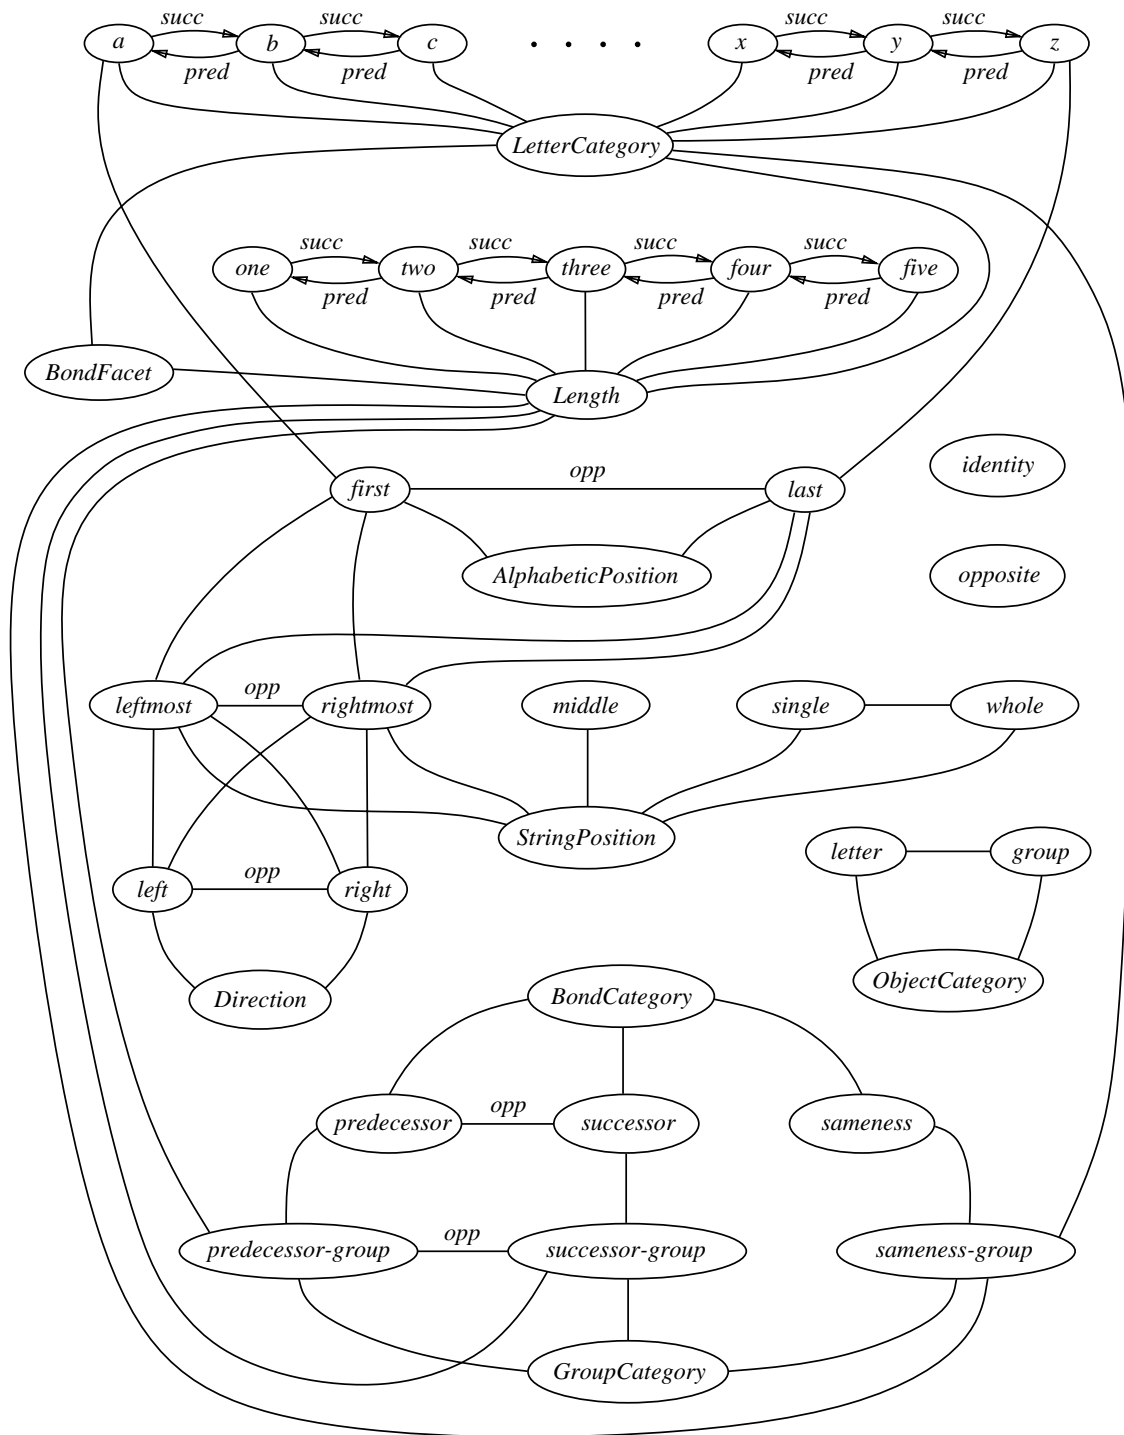 succ succ succ succ
a b c . . . . x y z
pred pred pred pred
LetterCategory
succ succ succ succ
one two three four five
pred pred pred pred
BondFacet
Length
identity
opp
first last
AlphabeticPosition opposite
opp
leftmost rightmost middle single whole
StringPosition
letter group
opp
left right
ObjectCategory
Direction BondCategory
opp
predecessor successor sameness
opp
predecessor-group successor-group sameness-group
GroupCategory